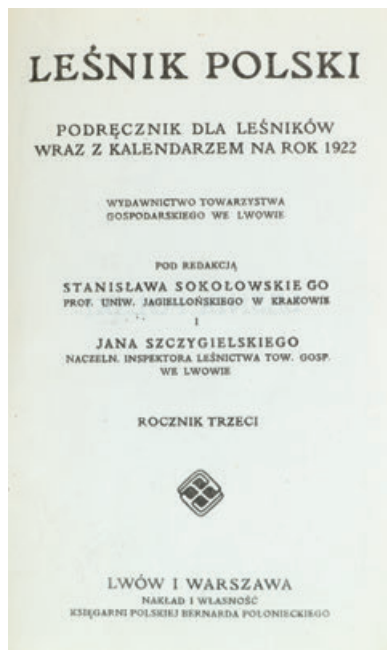 LEŚNIK POLSKI
PODRĘCZNIK DLA LEŚNIKÓW
WRAZ Z KALENDARZEM NA ROK 1922
WYDAWNICTWO TOWARZYSTWA
GOSPODARSKIEGO WE LWOWIE
POD REDAKCJĄ
STANISŁAWA SOKOŁOWSKIEGO
PROF. UNIW. JAGIELLOŃSKIEGO W KRAKOWIE
I
JANA SZCZYGIELSKIEGO
NACZELN. INSPEKTORA LEŚNICTWA TOW. GOSP.
WE LWOWIE
ROCZNIK TRZECI
LWÓW I WARSZAWA
NAKŁAD I WŁASNOŚĆ
KSIĘGARNI POLSKIEJ BERNARDA POŁONIECKIEGO